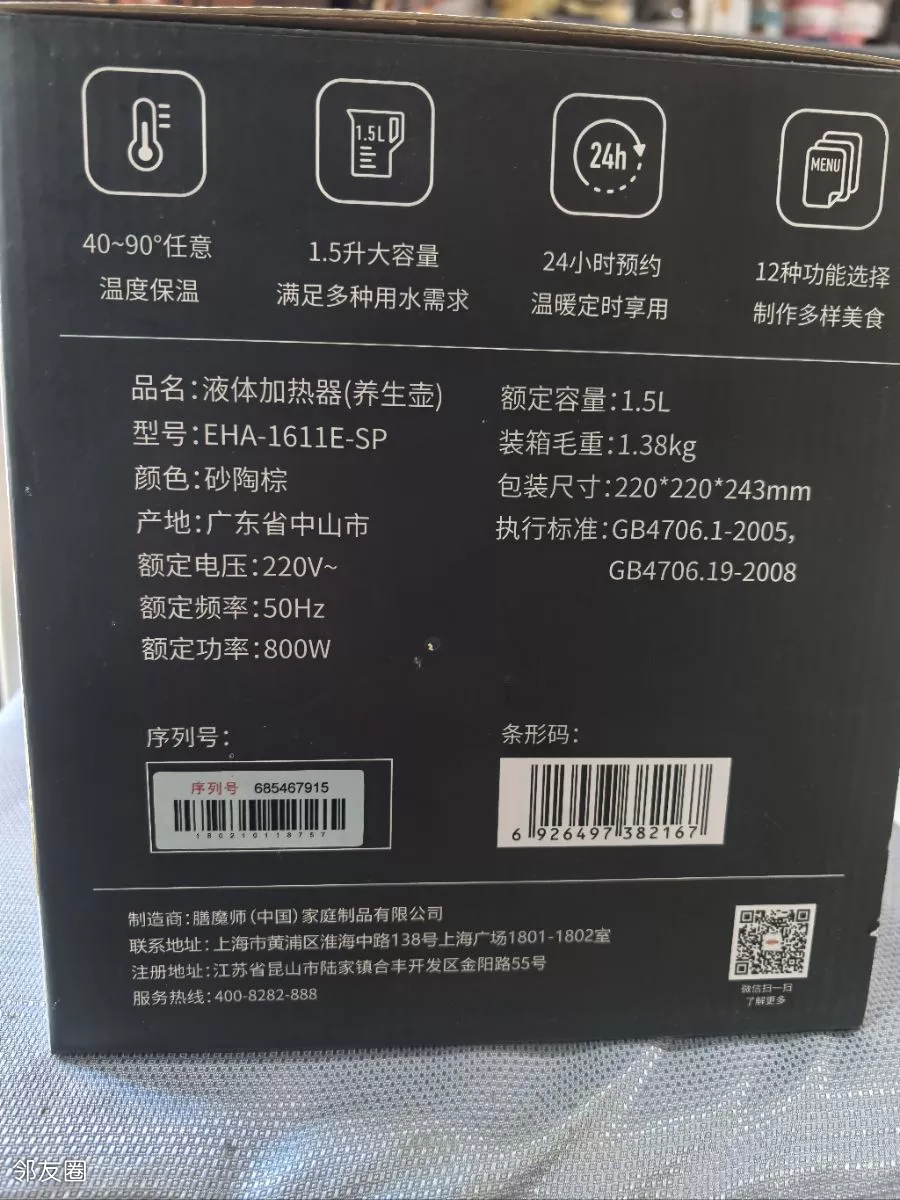 1.5L
24h
MENU
40~90°任意
温度保温
1.5升大容量
满足多种用水需求
24小时预约
温暖定时享用
12种功能选择
制作多样美食
品名:液体加热器(养生壶)
型号:EHA-1611E-SP
颜色:砂陶棕
产地:广东省中山市
额定电压:220V~
额定频率:50Hz
额定功率:800W
额定容量:1.5L
装箱毛重:1.38kg
包装尺寸:220*220*243mm
执行标准:GB4706.1-2005,
GB4706.19-2008
序列号:
序列号 685467915
180210118757
条形码:
6 926497 382167
制造商:膳魔师(中国)家庭制品有限公司
联系地址:上海市黄浦区淮海中路138号上海广场1801-1802室
注册地址:江苏省昆山市陆家镇合丰开发区金阳路55号
服务热线:400-8282-888
微信扫一扫
了解更多
邻友圈